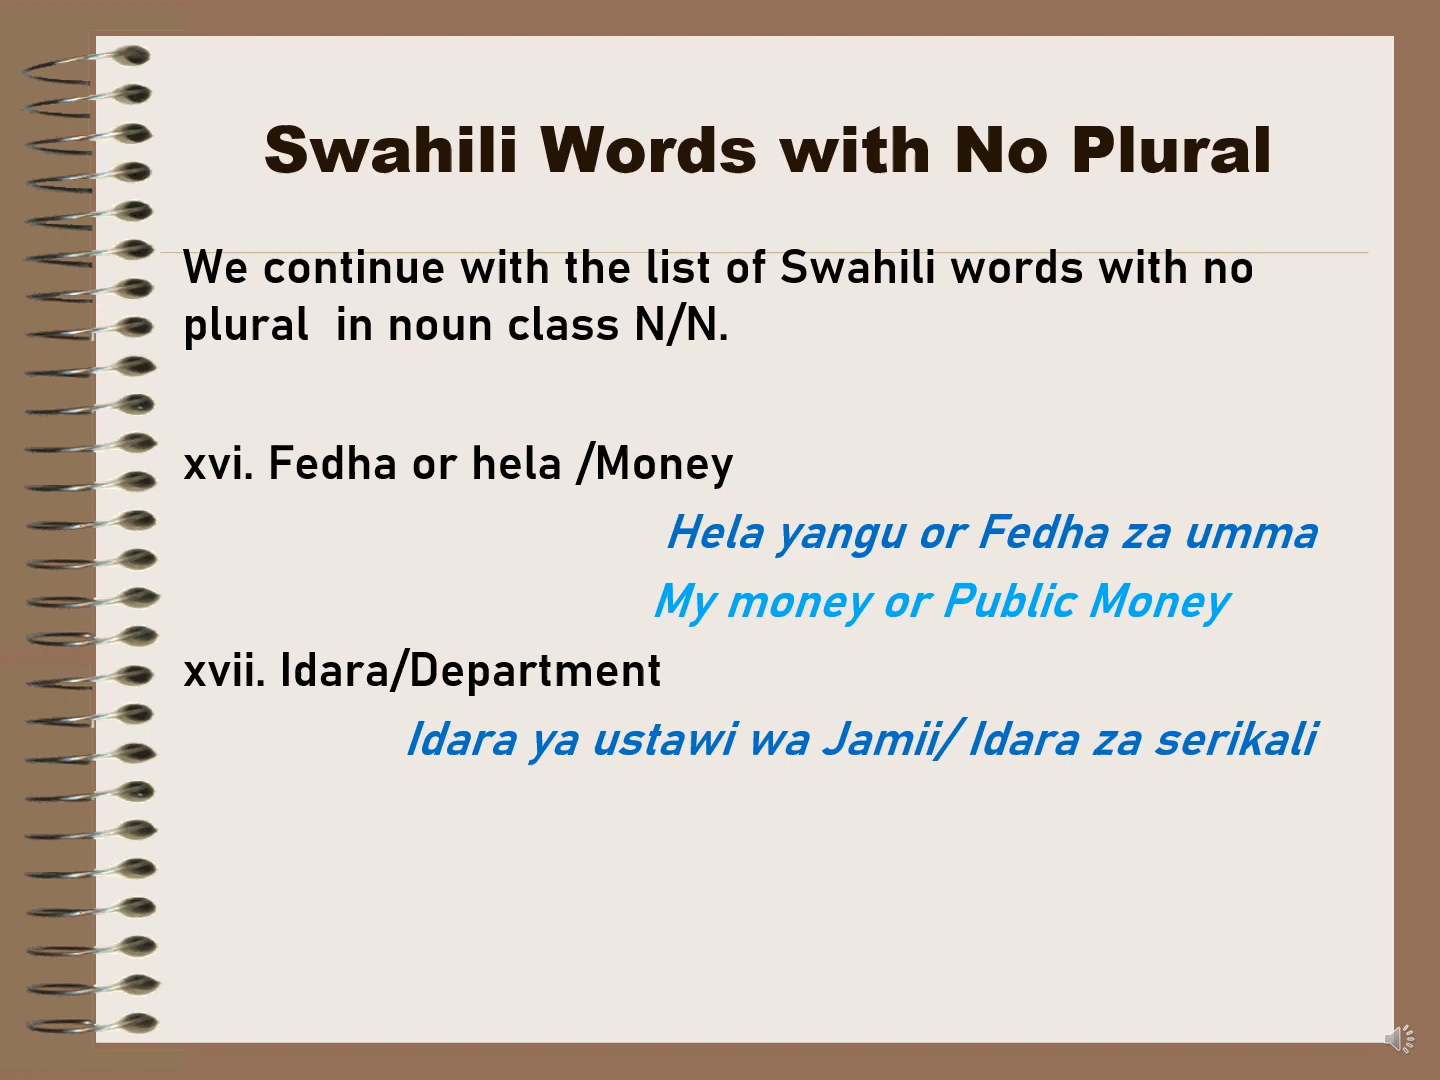 Swahili Words with No Plural
We continue with the list of Swahili words with no
plural  in noun class N/N.
xvi. Fedha or hela /Money
Hela yangu or Fedha za umma
My money or Public Money
xvii. Idara/Department
Idara ya ustawi wa Jamii/ Idara za serikali